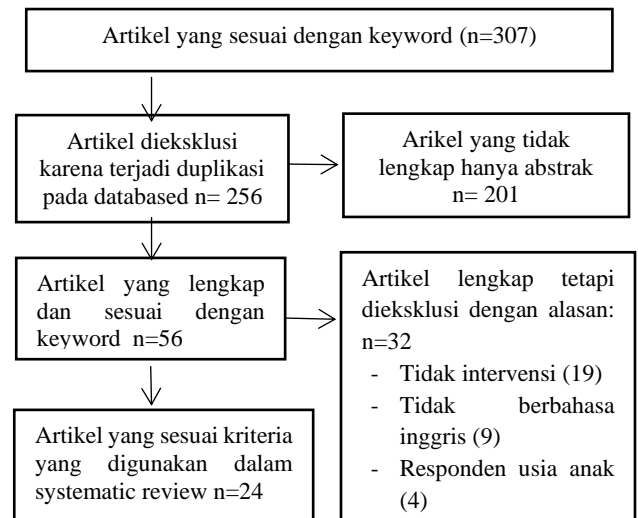 Artikel yang sesuai dengan keyword (n=307)
Artikel dieksklusi
karena terjadi duplikasi
pada databased n= 256
Arikel yang tidak
lengkap hanya abstrak
n= 201
Artikel yang lengkap
dan sesuai dengan
keyword n=56
Artikel lengkap tetapi
dieksklusi dengan alasan:
n=32
- Tidak intervensi (19)
- Tidak berbahasa
inggris (9)
- Responden usia anak
(4)
Artikel yang sesuai kriteria
yang digunakan dalam
systematic review n=24